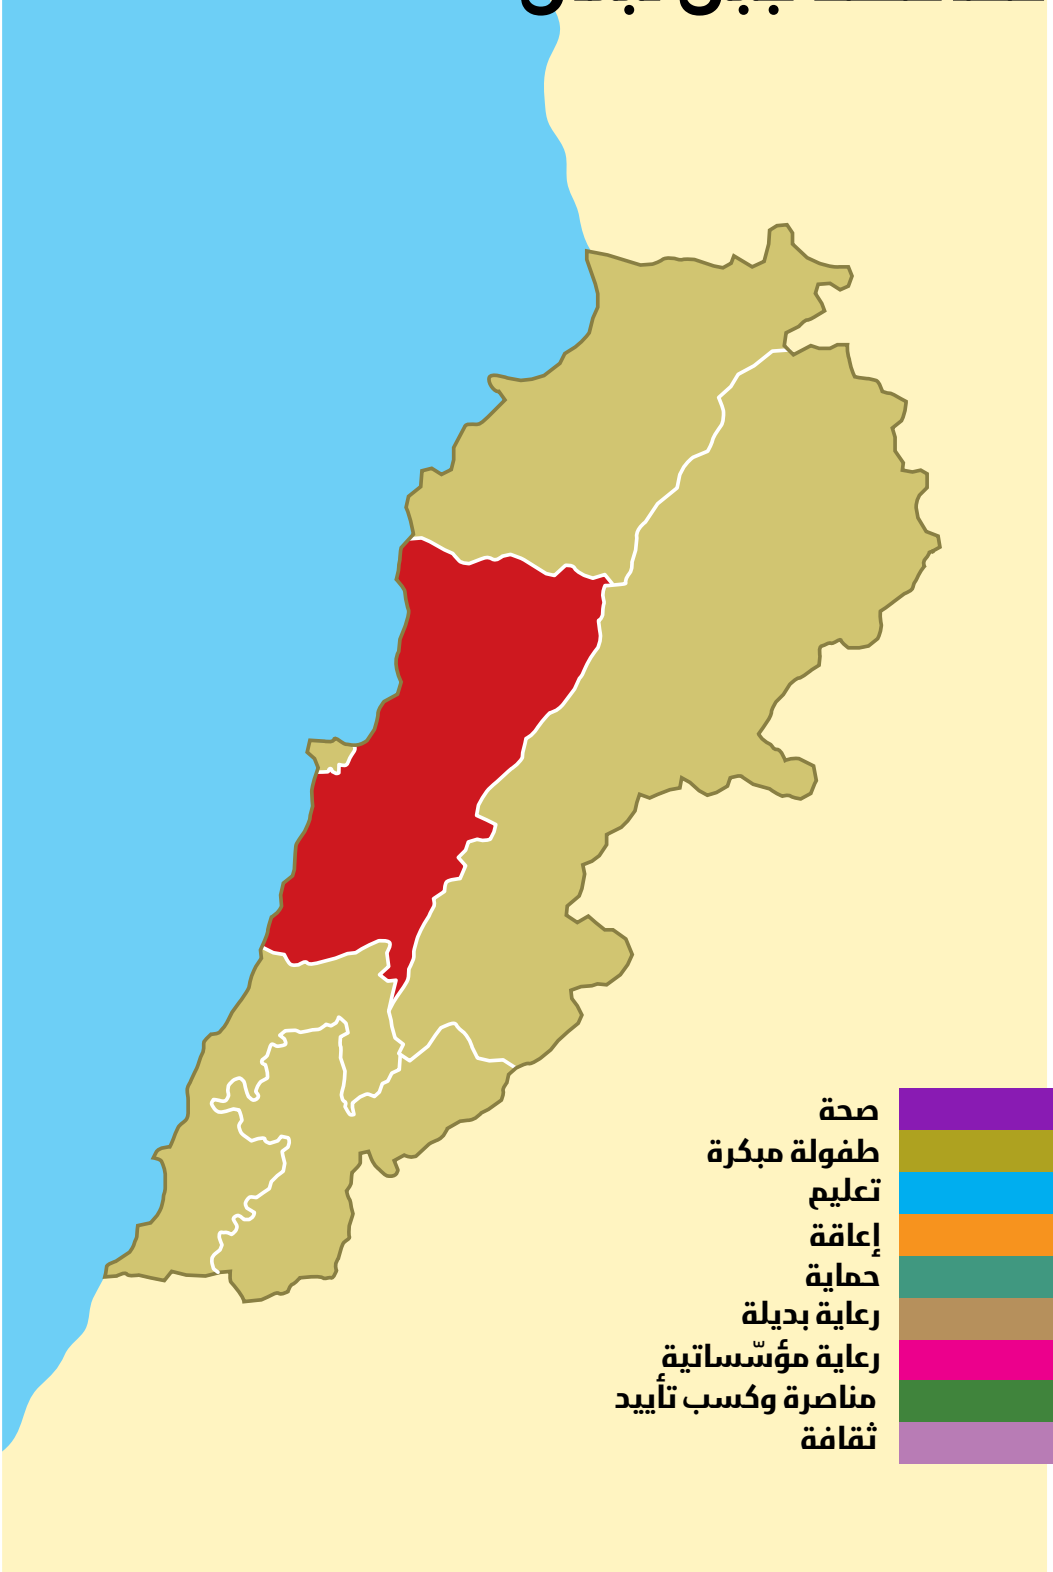 صحة
طفولة مبكرة
تعليم
إعاقة
حماية
رعاية بديلة
رعاية مؤسّساتية
مناصرة وكسب تأييد
ثقافة